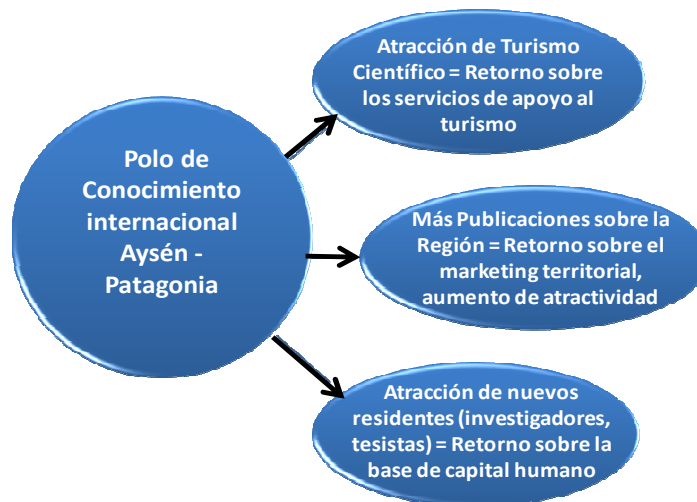 Polo de
Conocimiento
internacional
Aysén -
Patagonia
Atracción de Turismo
Científico = Retorno sobre
los servicios de apoyo al
turismo
Más Publicaciones sobre la
Región = Retorno sobre el
marketing territorial,
aumento de atractividad
Atracción de nuevos
residentes (investigadores,
tesistas) = Retorno sobre la
base de capital humano